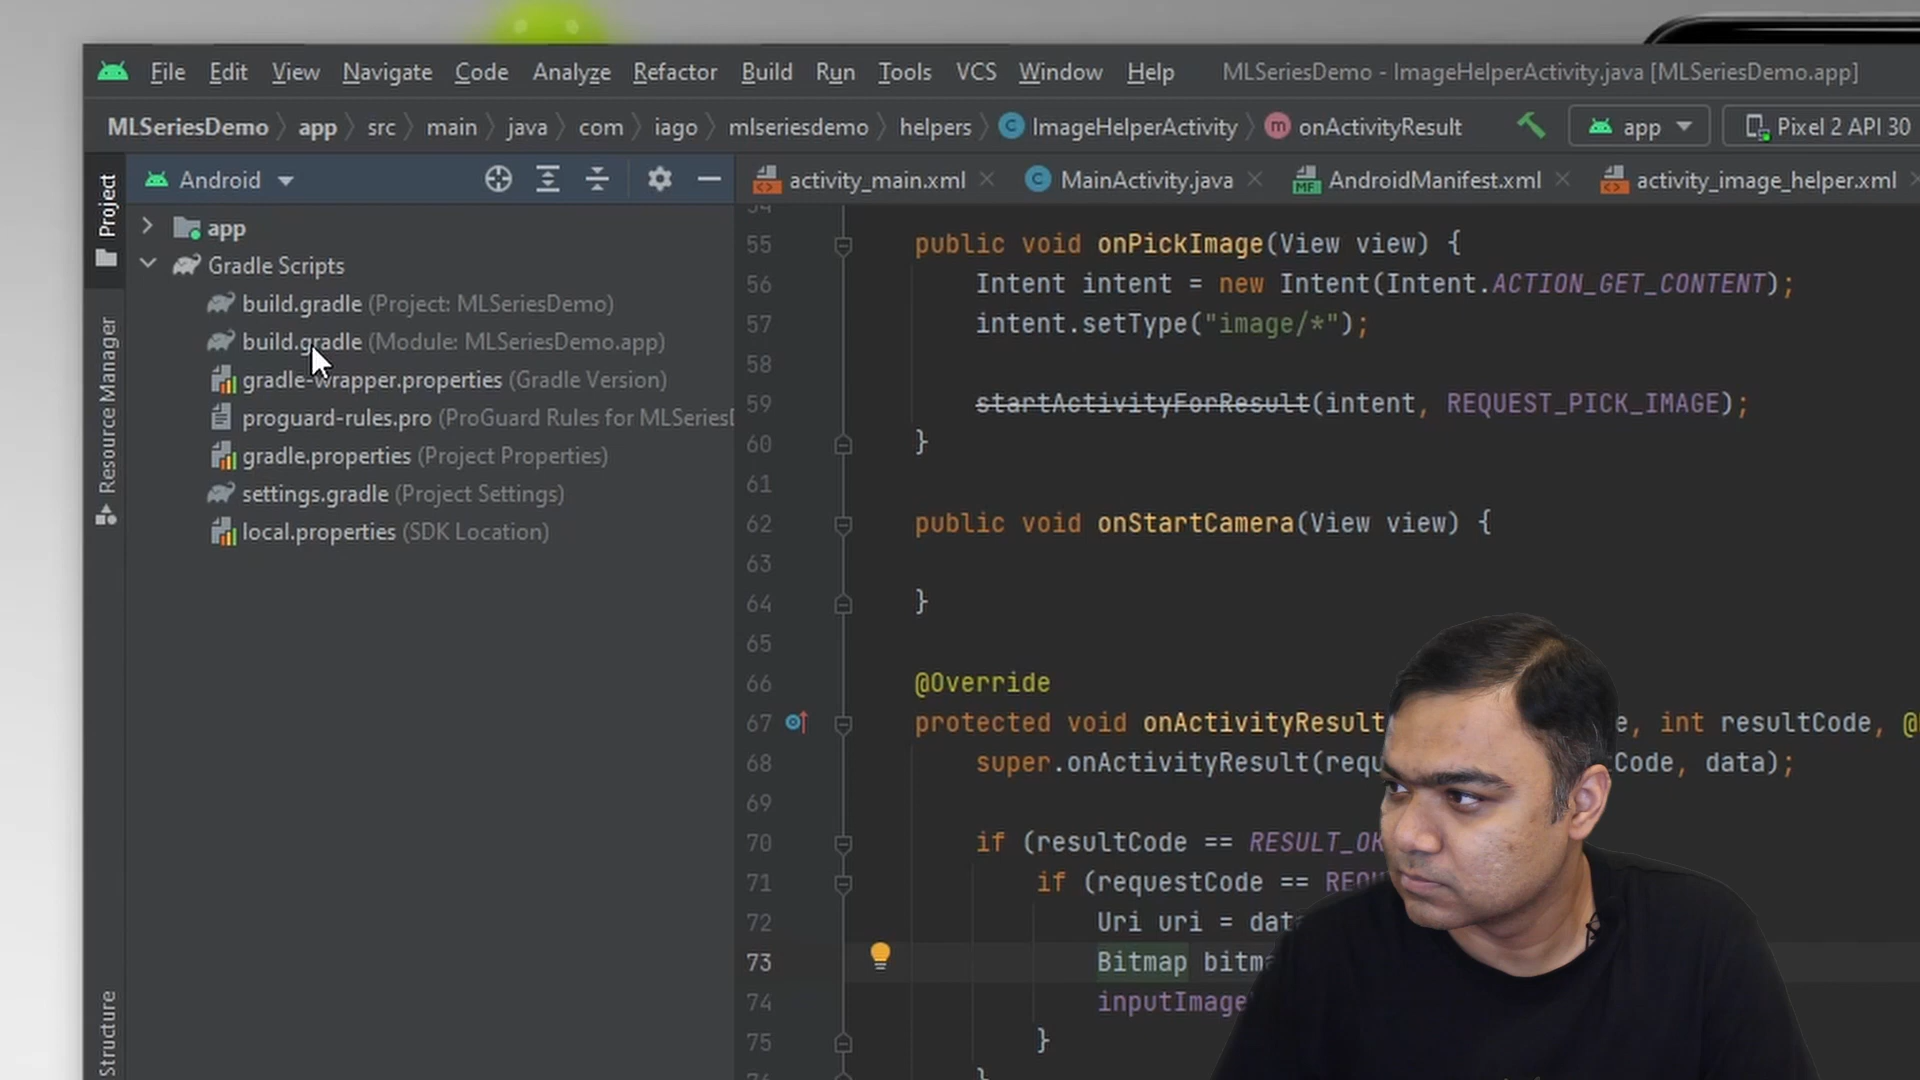 File Edit View Navigate Code Analyze Refactor Build Run Tools VCS Window Help MLSeriesDemo - ImageHelperActivity.java [MLSeriesDemo.app]
MLSeriesDemo app src main java com iago mlseriesdemo helpers ImageHelperActivity onActivityResult app Pixel 2 API 30
Project
Resource Manager
Structure
Android
app
Gradle Scripts
build.gradle (Project: MLSeriesDemo)
build.gradle (Module: MLSeriesDemo.app)
gradle-wrapper.properties (Gradle Version)
proguard-rules.pro (ProGuard Rules for MLSeries
gradle.properties (Project Properties)
settings.gradle (Project Settings)
local.properties (SDK Location)
activity_main.xml MainActivity.java AndroidManifest.xml activity_image_helper.xml
55 public void onPickImage(View view) {
56 Intent intent = new Intent(Intent.ACTION_GET_CONTENT);
57 intent.setType("image/*");
58
59 startActivityForResult(intent, REQUEST_PICK_IMAGE);
60 }
61
62 public void onStartCamera(View view) {
63
64 }
65
66 @Override
67 protected void onActivityResult , int resultCode, @
68 super.onActivityResult( Code, data);
69
70 if (resultCode ==
71 if (requestCode ==
72 Uri uri =
73 Bitmap
74
75 }